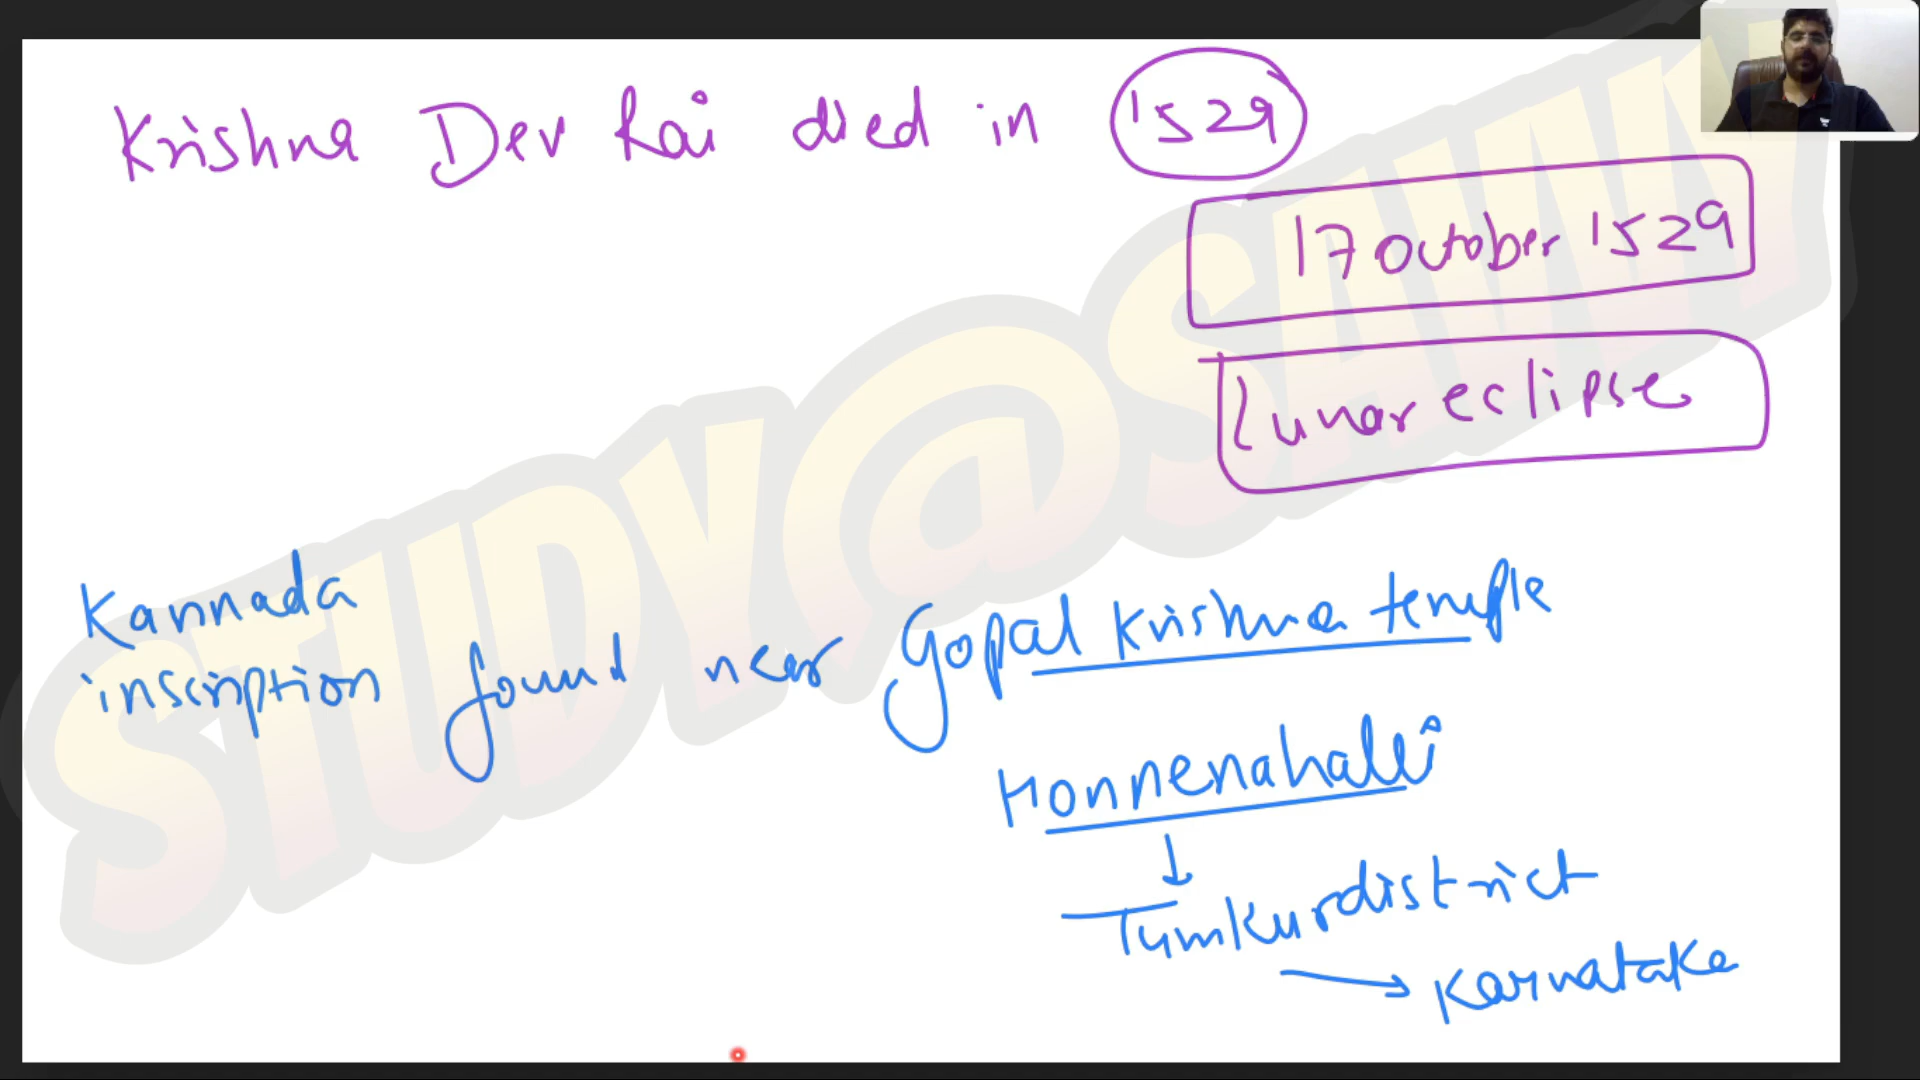 Krishna Dev Rai died in 1529
17 October 1529
Lunar eclipse
Kannada
inscription found near Gopal Krishna temple
Honnenahalli
Tumkur district
Karnataka
STUDY@SAWY